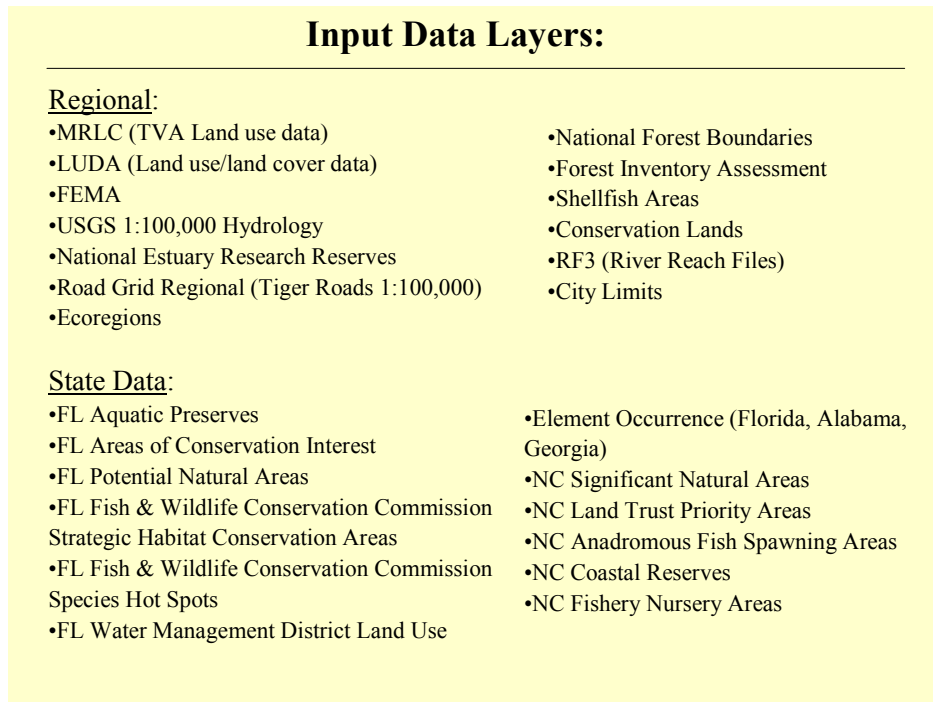 Input Data Layers:
Regional:
•MRLC (TVA Land use data)
•LUDA (Land use/land cover data)
•FEMA
•USGS 1:100,000 Hydrology
•National Estuary Research Reserves
•Road Grid Regional (Tiger Roads 1:100,000)
•Ecoregions
•National Forest Boundaries
•Forest Inventory Assessment
•Shellfish Areas
•Conservation Lands
•RF3 (River Reach Files)
•City Limits
State Data:
•FL Aquatic Preserves
•FL Areas of Conservation Interest
•FL Potential Natural Areas
•FL Fish & Wildlife Conservation Commission
Strategic Habitat Conservation Areas
•FL Fish & Wildlife Conservation Commission
Species Hot Spots
•FL Water Management District Land Use
•Element Occurrence (Florida, Alabama,
Georgia)
•NC Significant Natural Areas
•NC Land Trust Priority Areas
•NC Anadromous Fish Spawning Areas
•NC Coastal Reserves
•NC Fishery Nursery Areas